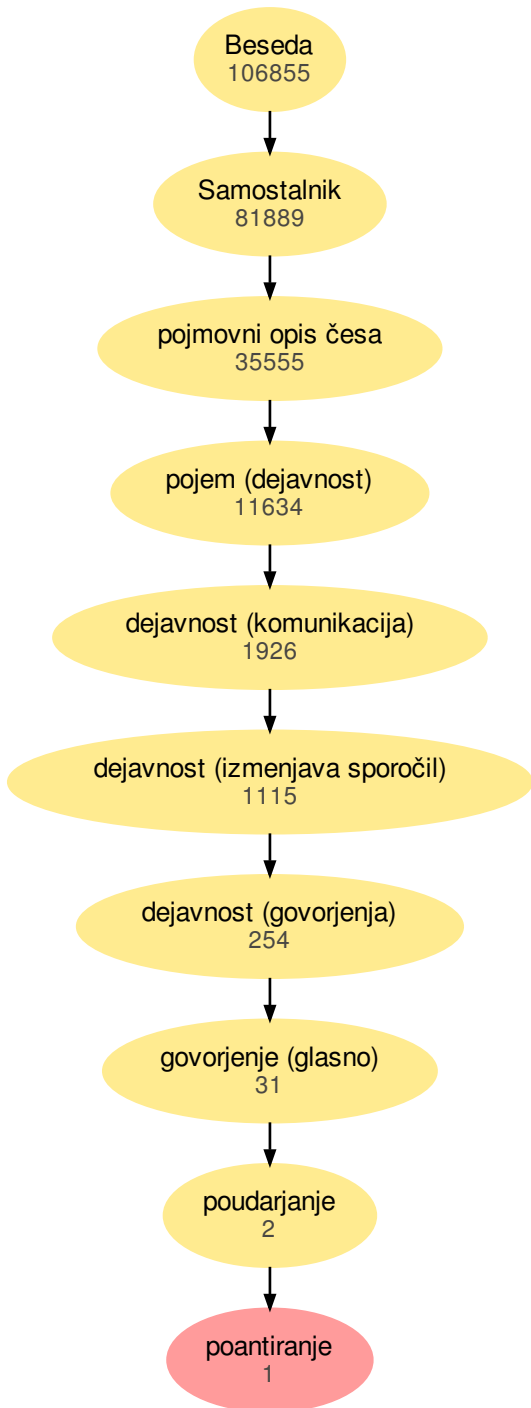 Beseda
106855
Samostalnik
81889
pojmovni opis česa
35555
pojem (dejavnost)
11634
dejavnost (komunikacija)
1926
dejavnost (izmenjava sporočil)
1115
dejavnost (govorjenja)
254
govorjenje (glasno)
31
poudarjanje
2
poantiranje
1